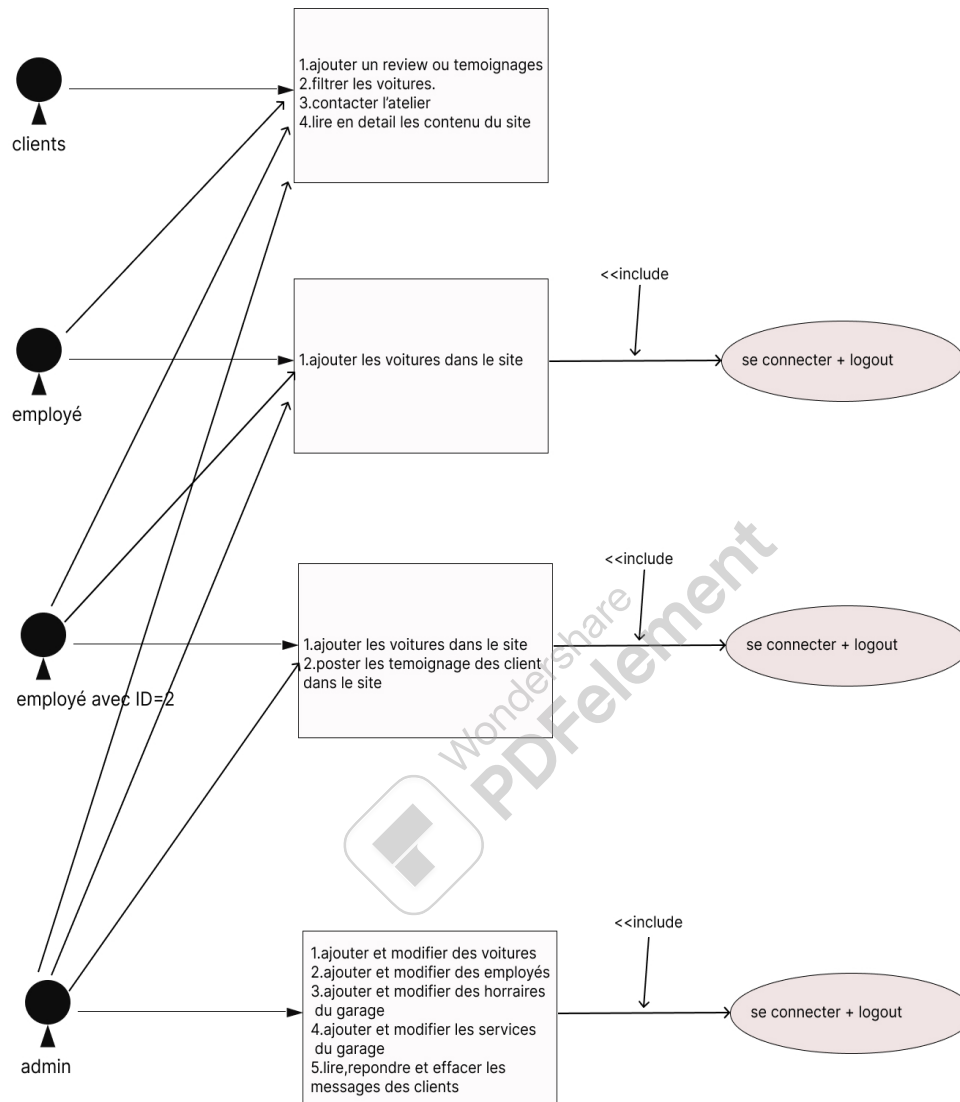 1.ajouter un review ou temoignages
2.filtrer les voitures.
3.contacter l'atelier
4.lire en detail les contenu du site
clients
<<include
1.ajouter les voitures dans le site
se connecter + logout
employé
<<include
1.ajouter les voitures dans le site
2.poster les temoignage des client
dans le site
se connecter + logout
employé avec ID=2
Wondershare
PDFelement
<<include
1.ajouter et modifier des voitures
2.ajouter et modifier des employés
3.ajouter et modifier des horraires
du garage
4.ajouter et modifier les services
du garage
5.lire,repondre et effacer les
messages des clients
se connecter + logout
admin